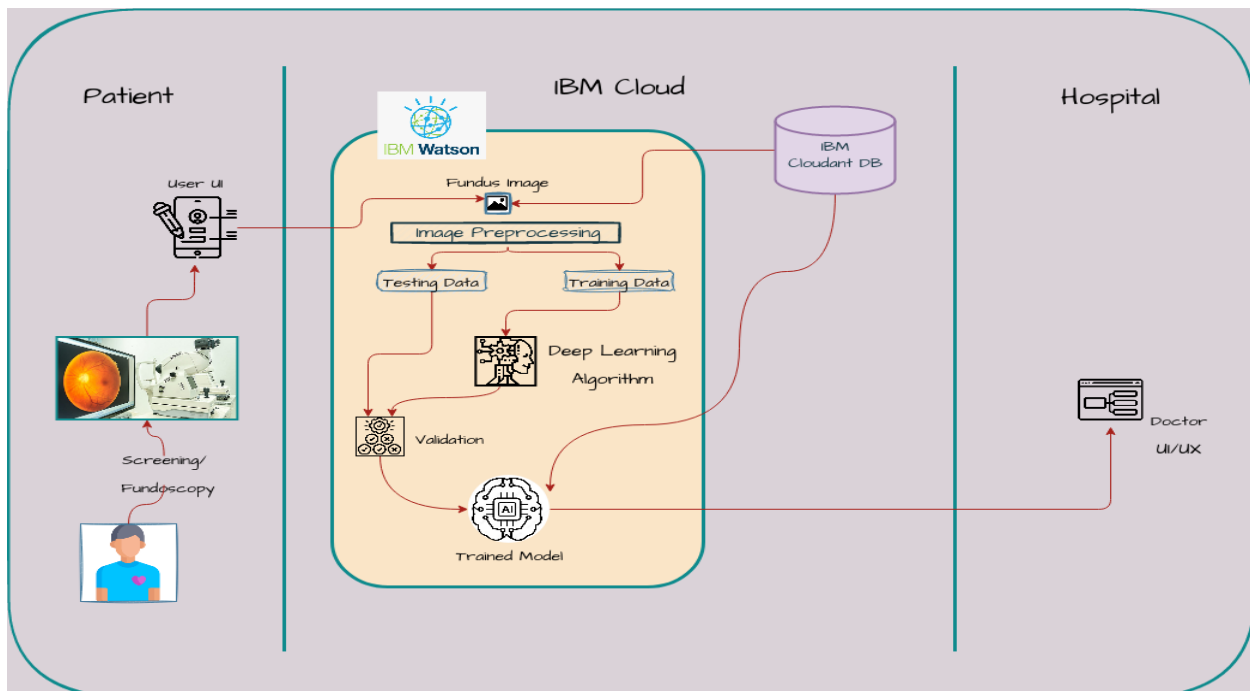 Patient
IBM Cloud
Hospital
IBM Watson
IBM
Cloudant DB
User UI
Fundus Image
Image Preprocessing
Testing Data
Training Data
Deep Learning
Algorithm
Validation
Screening/
Fundoscopy
AI
Trained Model
Doctor
UI/UX